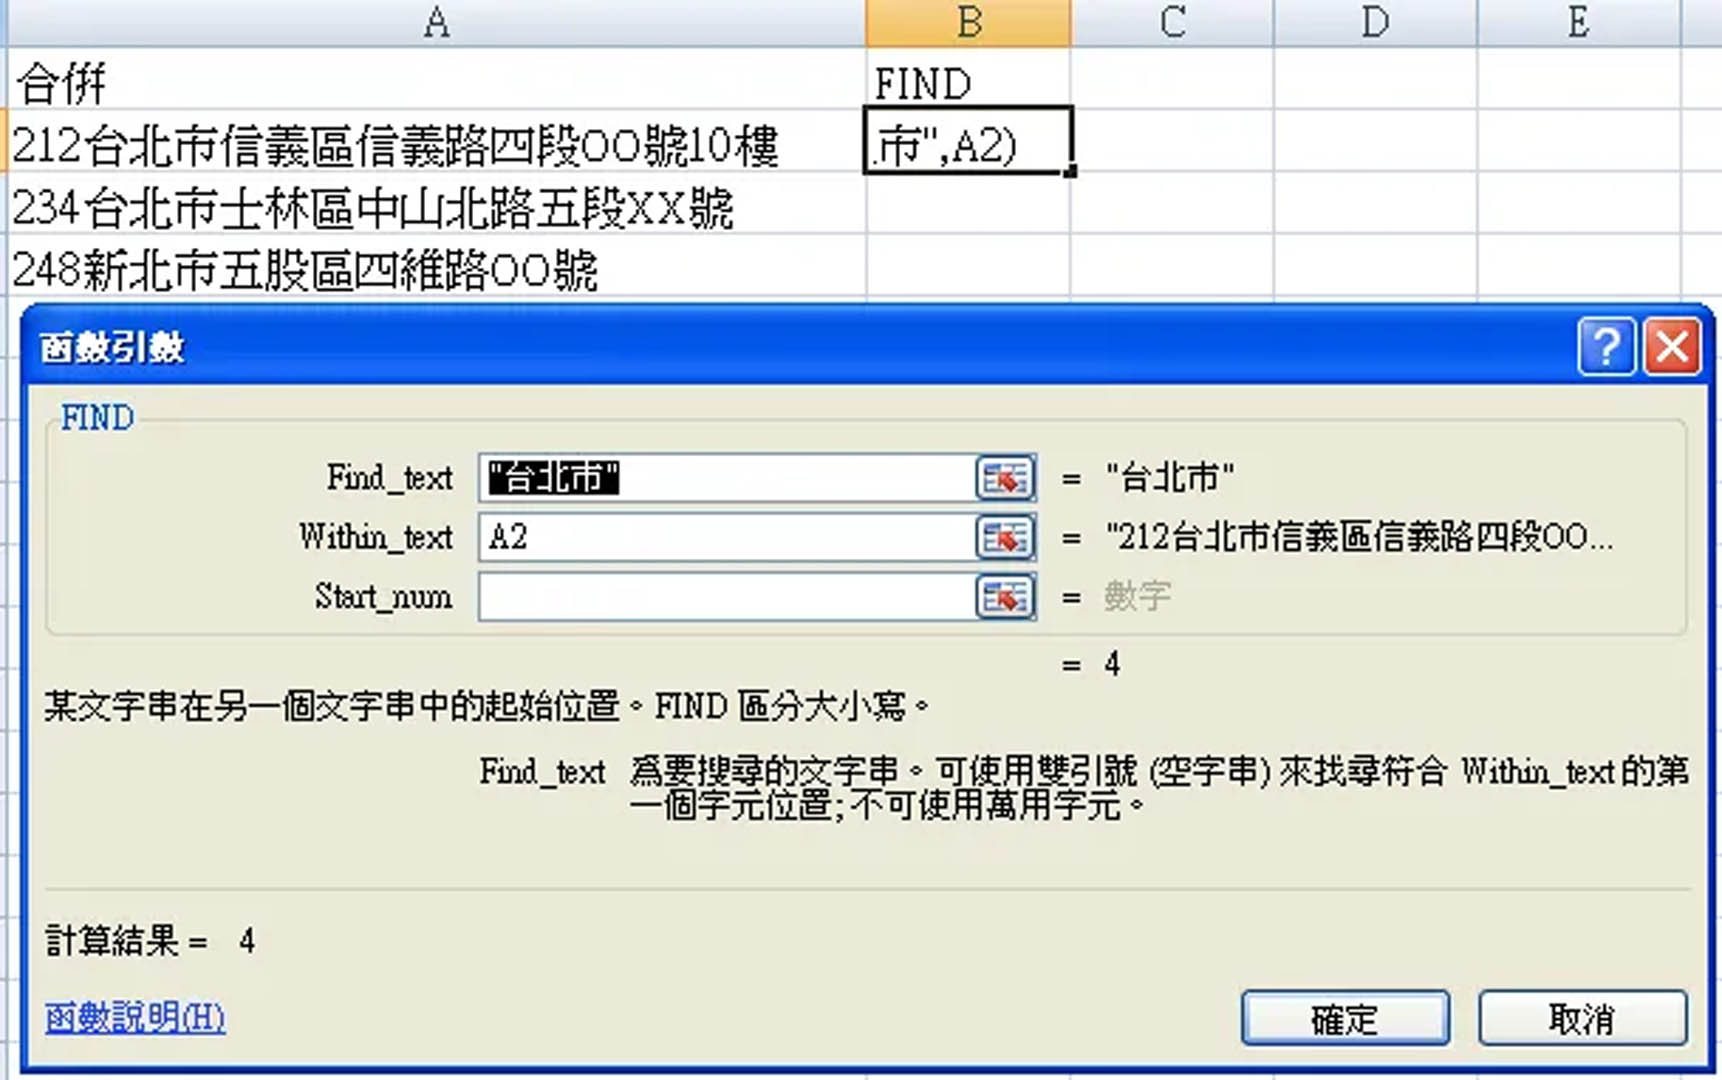 A B C D E
合併 FIND
212台北市信義區信義路四段OO號10樓 市",A2)
234台北市士林區中山北路五段XX號
248新北市五股區四維路OO號
函數引數
FIND
Find_text "台北市" = "台北市"
Within_text A2 = "212台北市信義區信義路四段OO...
Start_num = 數字
= 4
某文字串在另一個文字串中的起始位置。FIND 區分大小寫。
Find_text 為要搜尋的文字串。可使用雙引號 (空字串) 來找尋符合 Within_text 的第
一個字元位置; 不可使用萬用字元。
計算結果 = 4
函數說明(H) 確定 取消